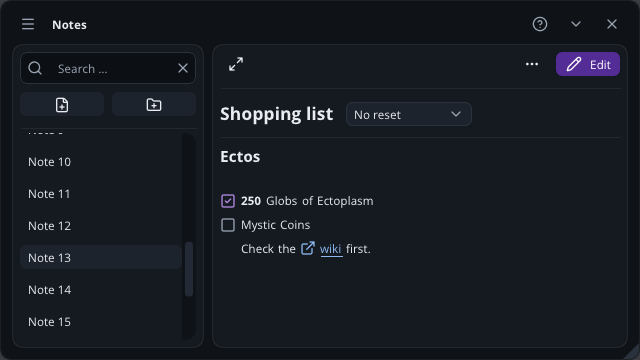 Notes
Search ...
Note 10
Note 11
Note 12
Note 13
Note 14
Note 15
Edit
Shopping list
No reset
Ectos
250 Globs of Ectoplasm
Mystic Coins
Check the wiki first.